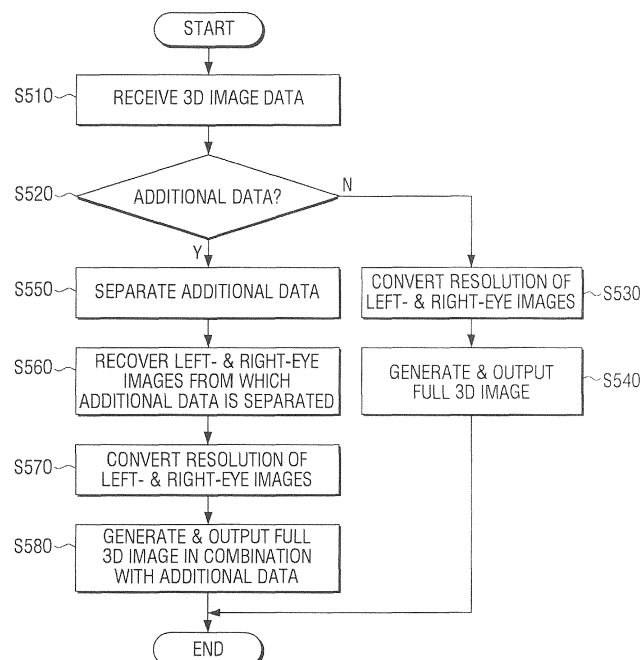 START
S510
RECEIVE 3D IMAGE DATA
S520
ADDITIONAL DATA?
N
Y
S550
SEPARATE ADDITIONAL DATA
CONVERT RESOLUTION OF
LEFT- & RIGHT-EYE IMAGES
S530
S560
RECOVER LEFT- & RIGHT-EYE
IMAGES FROM WHICH
ADDITIONAL DATA IS SEPARATED
GENERATE & OUTPUT
FULL 3D IMAGE
S540
S570
CONVERT RESOLUTION OF
LEFT- & RIGHT-EYE IMAGES
S580
GENERATE & OUTPUT FULL
3D IMAGE IN COMBINATION
WITH ADDITIONAL DATA
END